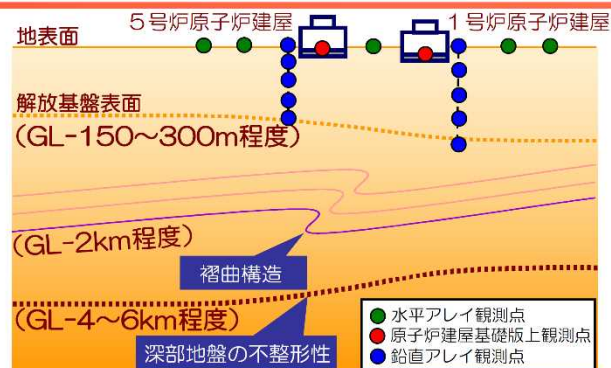 5号炉原子炉建屋
1号炉原子炉建屋
地表面
解放基盤表面
(GL-150～300m程度)
(GL-2km程度)
褶曲構造
(GL-4～6km程度)
深部地盤の不整形性
水平アレイ観測点
原子炉建屋基礎版上観測点
鉛直アレイ観測点